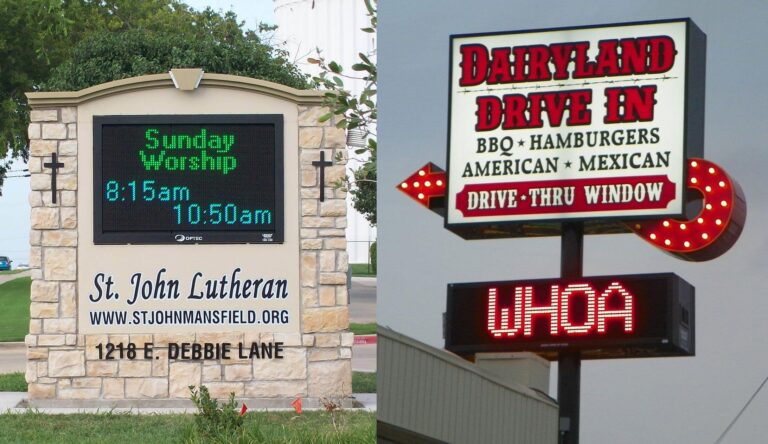 Sunday
Worship
8:15am
10:50am
OPTEC
St. John Lutheran
WWW.STJOHNMANSFIELD.ORG
1218 E. DEBBIE LANE
DAIRYLAND
DRIVE IN
BBQ ★ HAMBURGERS
AMERICAN ★ MEXICAN
DRIVE-THRU WINDOW
WHOA